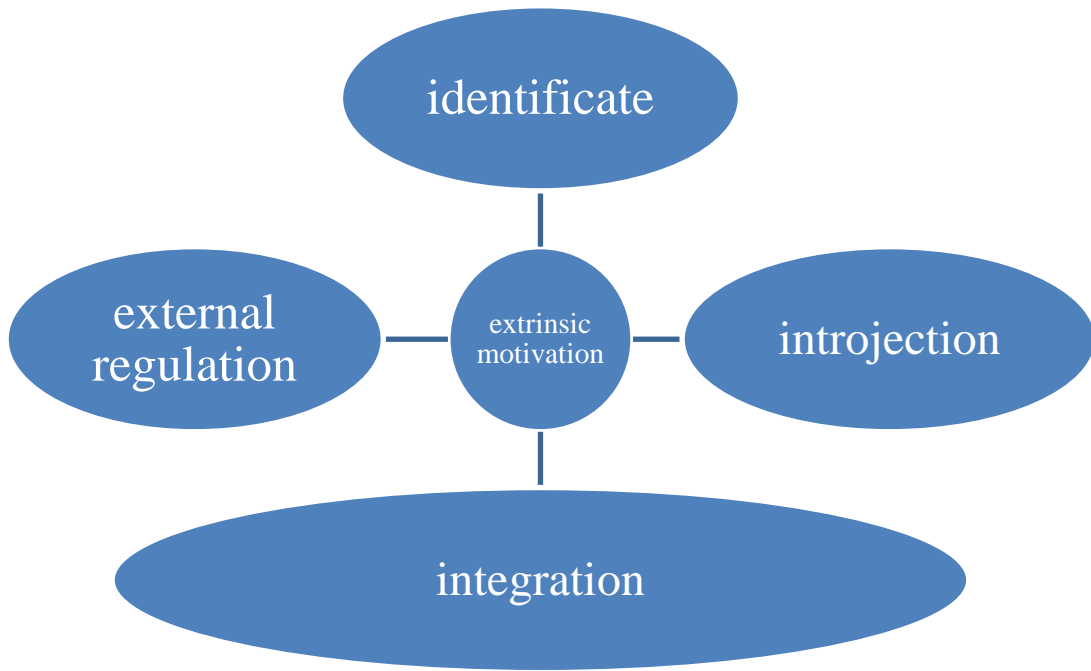 identificate
external
regulation
extrinsic
motivation
introjection
integration